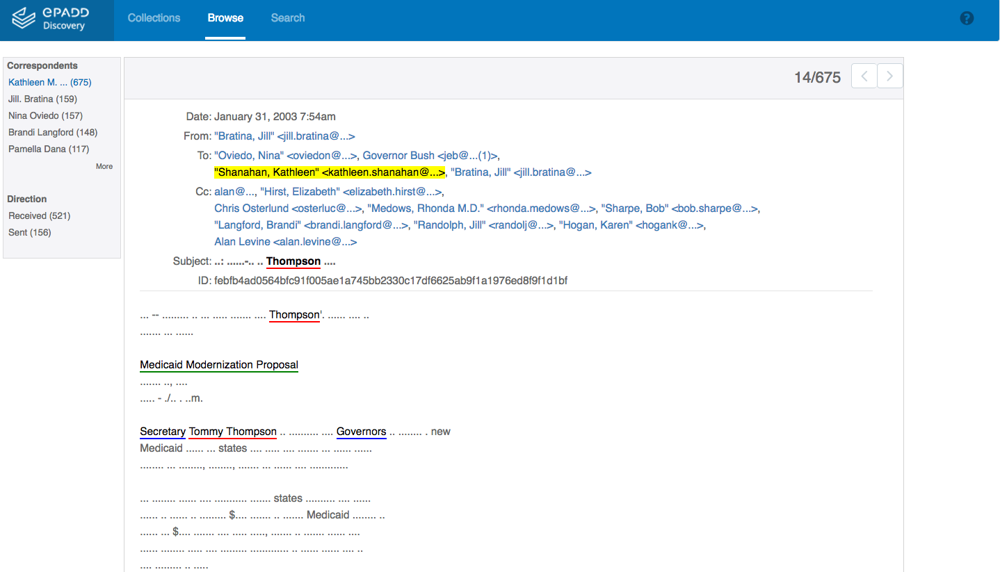 ePADD
Discovery
Collections
Browse
Search
?
Correspondents
Kathleen M. ... (675)
Jill. Bratina (159)
Nina Oviedo (157)
Brandi Langford (148)
Pamella Dana (117)
More
Direction
Received (521)
Sent (156)
14/675
Date: January 31, 2003 7:54am
From: "Bratina, Jill" <jill.bratina@...>
To: "Oviedo, Nina" <oviedon@...>, Governor Bush <jeb@...(1)>,
"Shanahan, Kathleen" <kathleen.shanahan@...>, "Bratina, Jill" <jill.bratina@...>
Cc: alan@..., "Hirst, Elizabeth" <elizabeth.hirst@...>,
Chris Osterlund <osterluc@...>, "Medows, Rhonda M.D." <rhonda.medows@...>, "Sharpe, Bob" <bob.sharpe@...>,
"Langford, Brandi" <brandi.langford@...>, "Randolph, Jill" <randolj@...>, "Hogan, Karen" <hogank@...>,
Alan Levine <alan.levine@...>
Subject: ..: ......-.. .. Thompson ....
ID: febfb4ad0564bfc91f005ae1a745bb2330c17df6625ab9f1a1976ed8f9f1d1bf
... -- ......... .. ... ..... ....... .... Thompson'. ...... .... ..
....... ... ......
Medicaid Modernization Proposal
....... .., ....
..... - ./.. . ..m.
Secretary Tommy Thompson .. .......... .... Governors .. ........ . new
Medicaid ...... ... states .... ..... .... ....... ... ...... ......
........ ... ........, ........, ....... ... ...... .... .............
... ........ ...... .... ........... ....... states .......... .... ......
...... .. ...... .. ......... $.... ....... .. ....... Medicaid ........ ..
...... ... $.... ....... .... ..... ....., ....... .. ....... ...... ....
...... ........ ..... .... ......... ............. .. ...... ...... .... ..
.... ......... .. .....